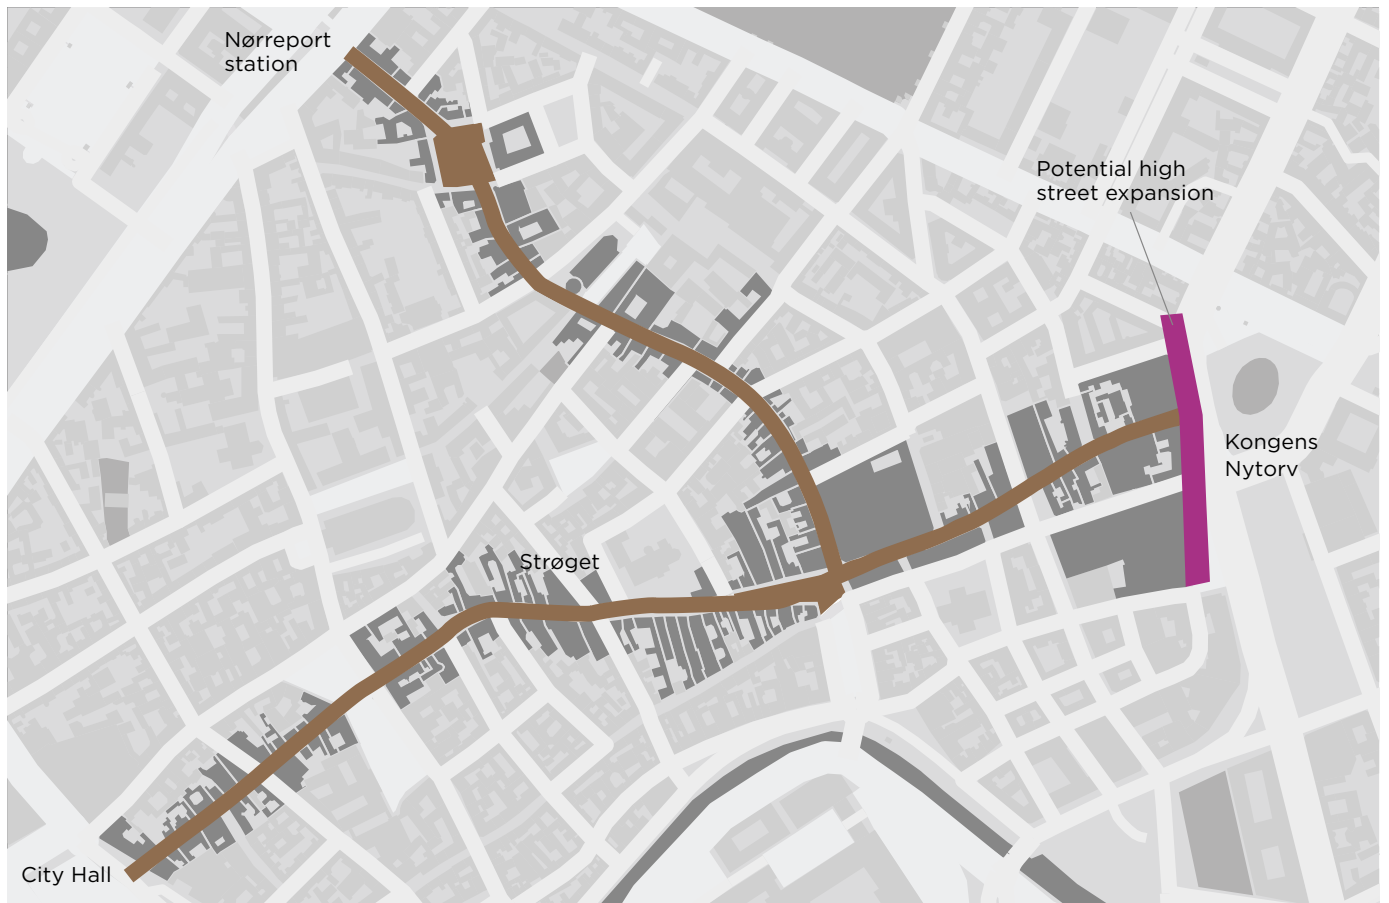 Nørreport
station
Potential high
street expansion
Kongens
Nytorv
Strøget
City Hall